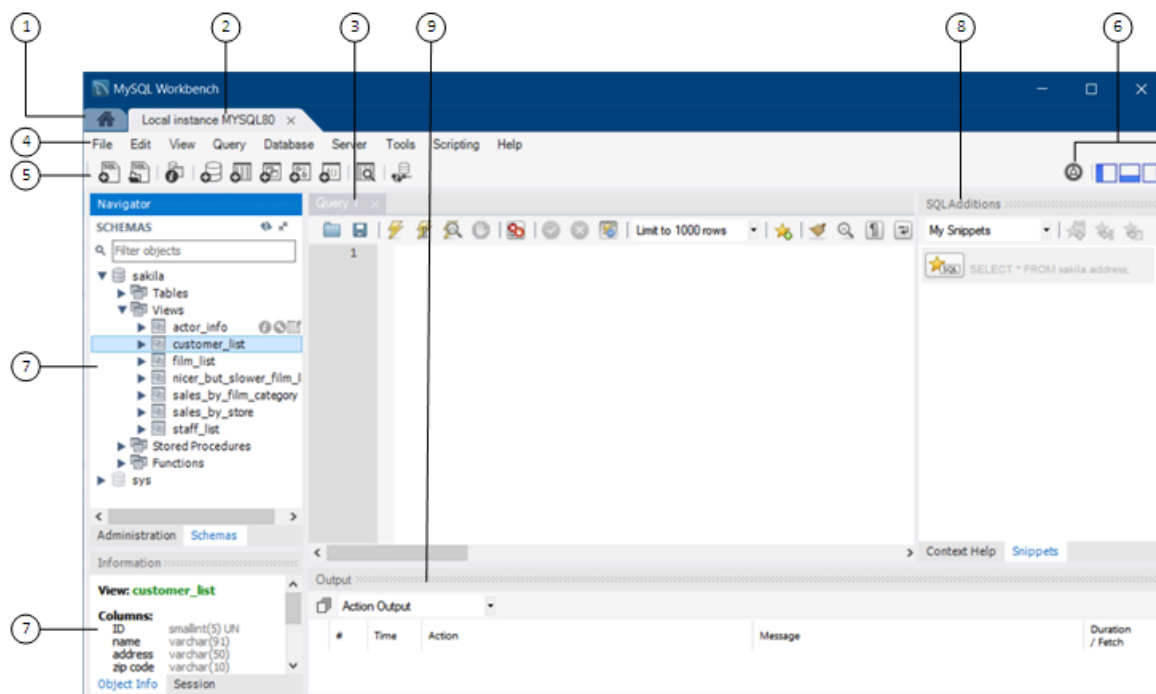 1 2 3 9 8 6
MySQL Workbench
Local instance MYSQL80
4 File Edit View Query Database Server Tools Scripting Help
5
Navigator
Query 1
SQL Additions
SCHEMAS
Limit to 1000 rows
My Snippets
Filter objects
1
SQL SELECT * FROM sakila.address;
sakila
Tables
Views
actor_info
customer_list
7
film_list
nicer_but_slower_film_l
sales_by_film_category
sales_by_store
staff_list
Stored Procedures
Functions
sys
Administration Schemas
Context Help Snippets
Information
Output
View: customer_list
Action Output
Columns:
7
ID smallint(5) UN
name varchar(91)
address varchar(50)
zip code varchar(10)
# Time Action Message Duration / Fetch
Object Info Session